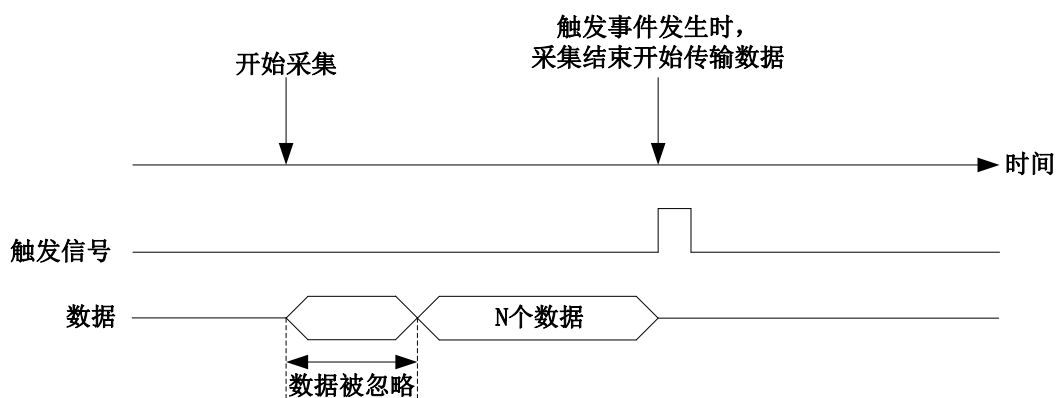 触发事件发生时，
采集结束开始传输数据
开始采集
时间
触发信号
数据
N个数据
数据被忽略